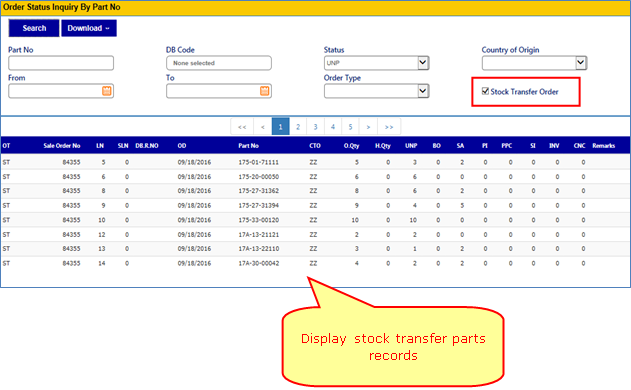 Order Status Inquiry By Part No
Search Download
Part No DB Code Status Country of Origin
None selected UNP
From To Order Type Stock Transfer Order
<< < 1 2 3 4 5 > >>
OT Sale Order No LN SLN DB.R.NO OD Part No CTO O.Qty H.Qty UNP BO SA PI PPC SI INV CNC Remarks
ST 84355 5 0 09/18/2016 175-01-71111 ZZ 5 0 3 0 2 0 0 0 0 0
ST 84355 6 0 09/18/2016 175-20-00050 ZZ 6 0 6 0 0 0 0 0 0 0
ST 84355 8 0 09/18/2016 175-27-31362 ZZ 8 0 6 0 2 0 0 0 0 0
ST 84355 9 0 09/18/2016 175-27-31394 ZZ 9 0 4 0 5 0 0 0 0 0
ST 84355 10 0 09/18/2016 175-33-00120 ZZ 10 0 10 0 0 0 0 0 0 0
ST 84355 12 0 09/18/2016 17A-13-21121 ZZ 2 0 0 0 2 0 0 0 0 0
ST 84355 13 0 09/18/2016 17A-13-22110 ZZ 3 0 1 0 2 0 0 0 0 0
ST 84355 14 0 09/18/2016 17A-30-00042 ZZ 4 0 2 0 2 0 0 0 0 0
Display stock transfer parts
records